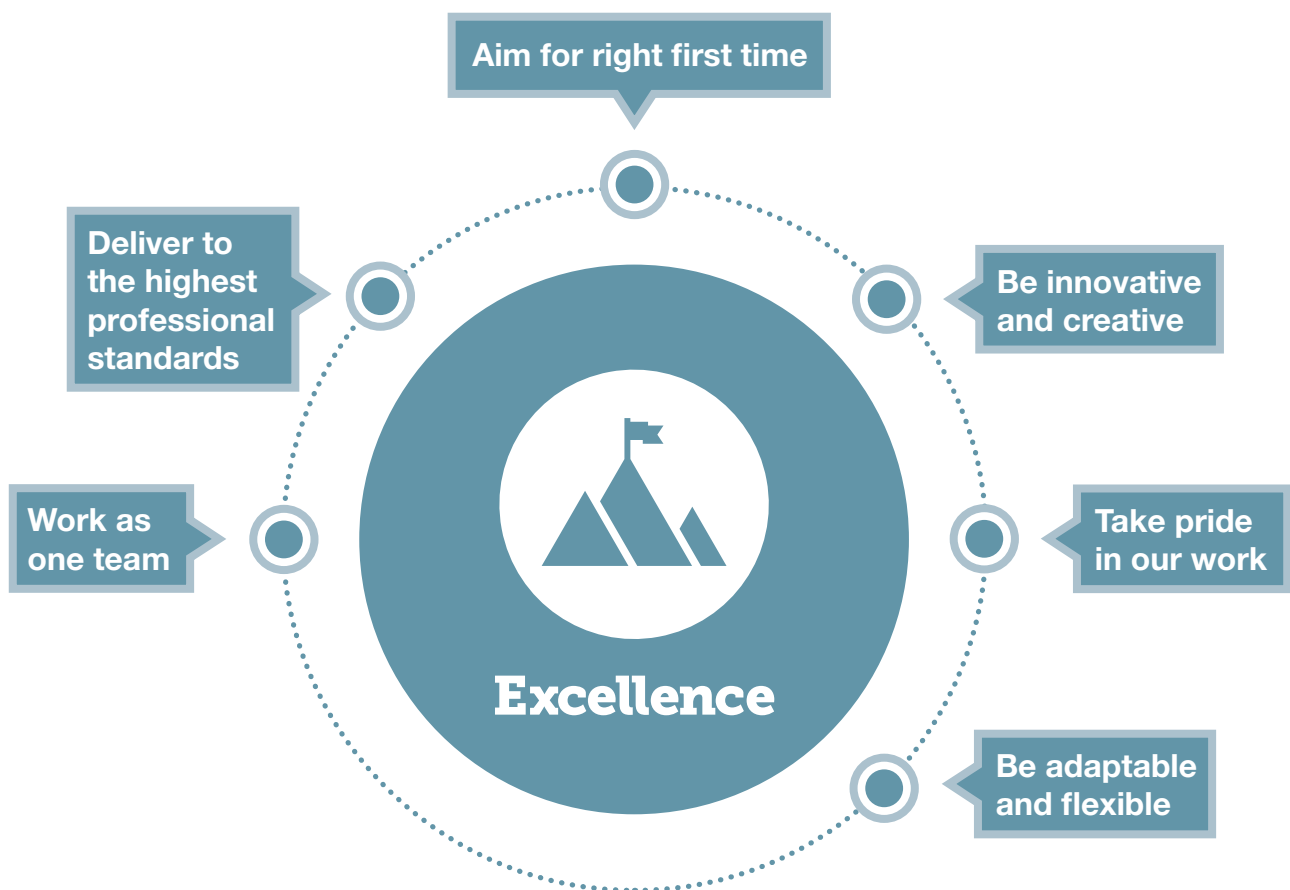 Aim for right first time
Deliver to
the highest
professional
standards
Be innovative
and creative
Work as
one team
Take pride
in our work
Excellence
Be adaptable
and flexible